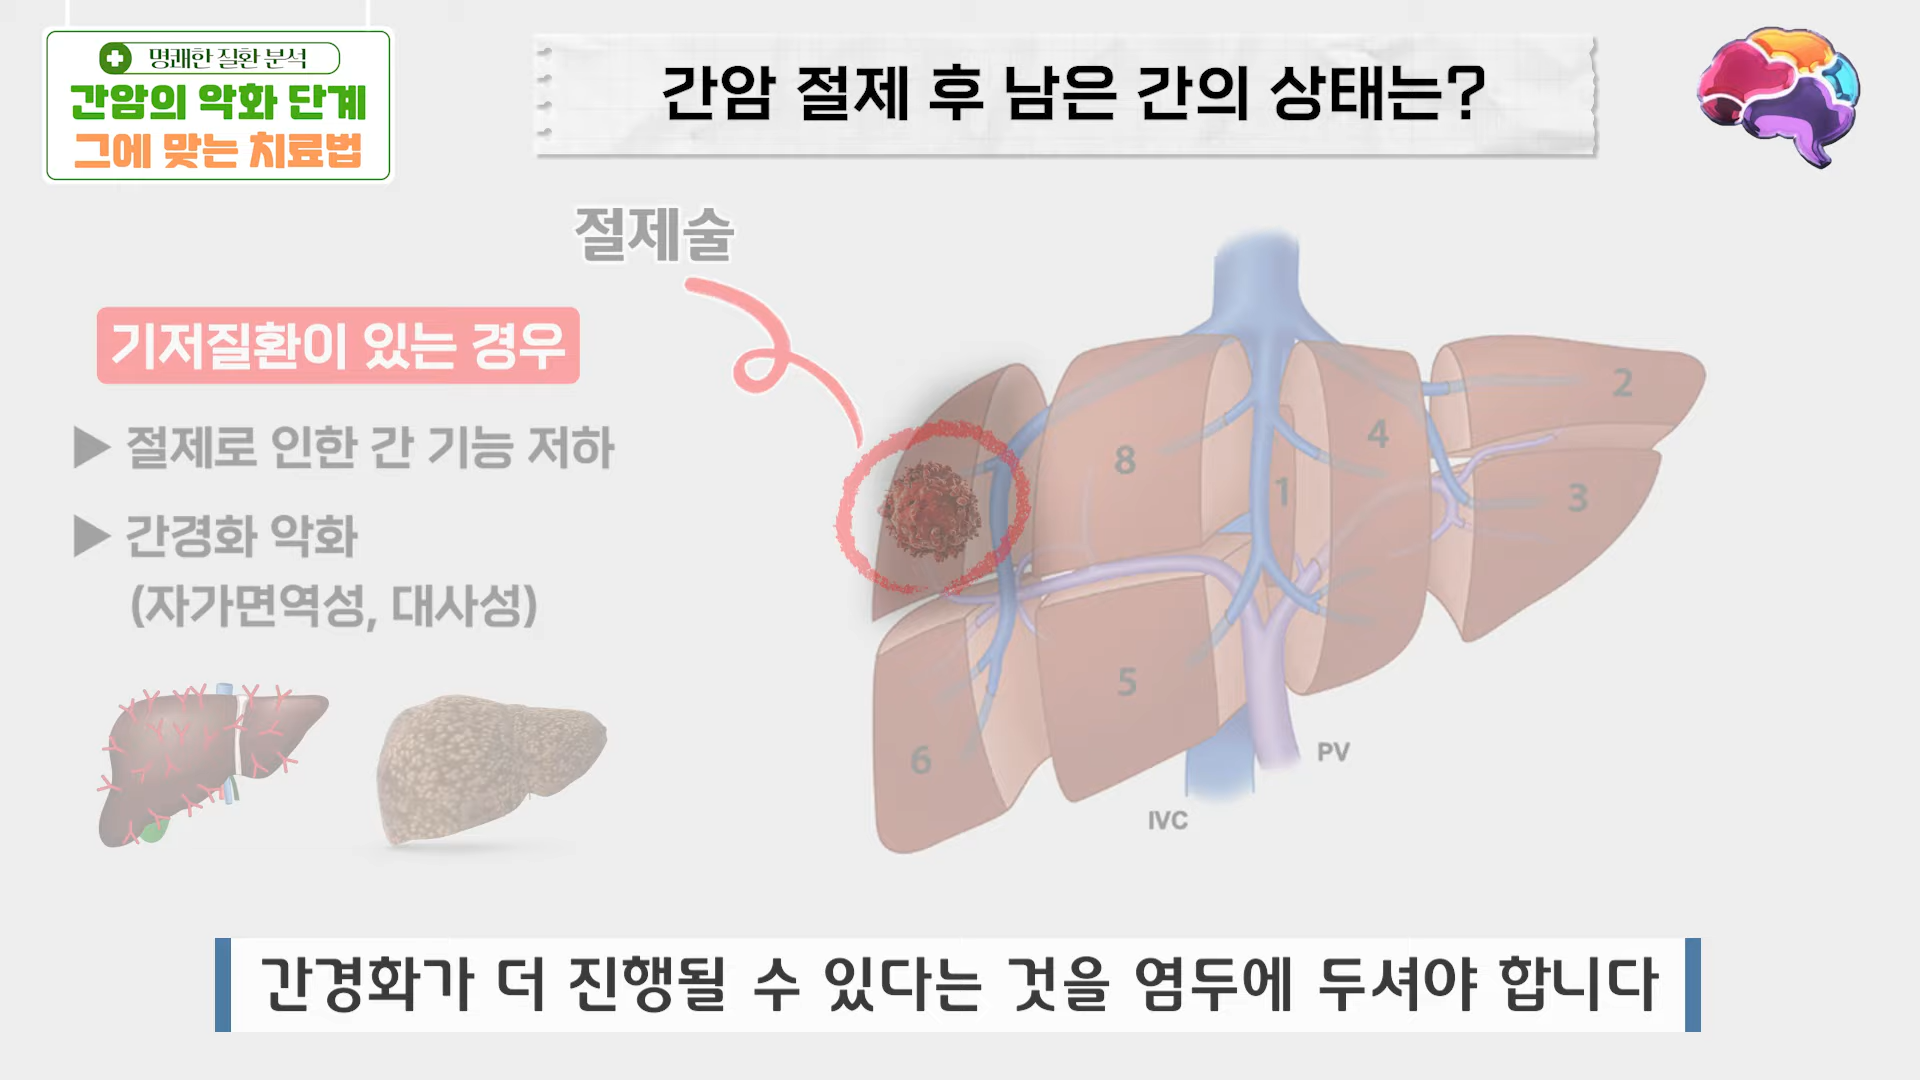 명쾌한 질환 분석
간암의 악화 단계
그에 맞는 치료법
간암 절제 후 남은 간의 상태는?
절제술
기저질환이 있는 경우
▶ 절제로 인한 간 기능 저하
▶ 간경화 악화
(자가면역성, 대사성)
2
4
8
1
3
5
6
PV
IVC
간경화가 더 진행될 수 있다는 것을 염두에 두셔야 합니다